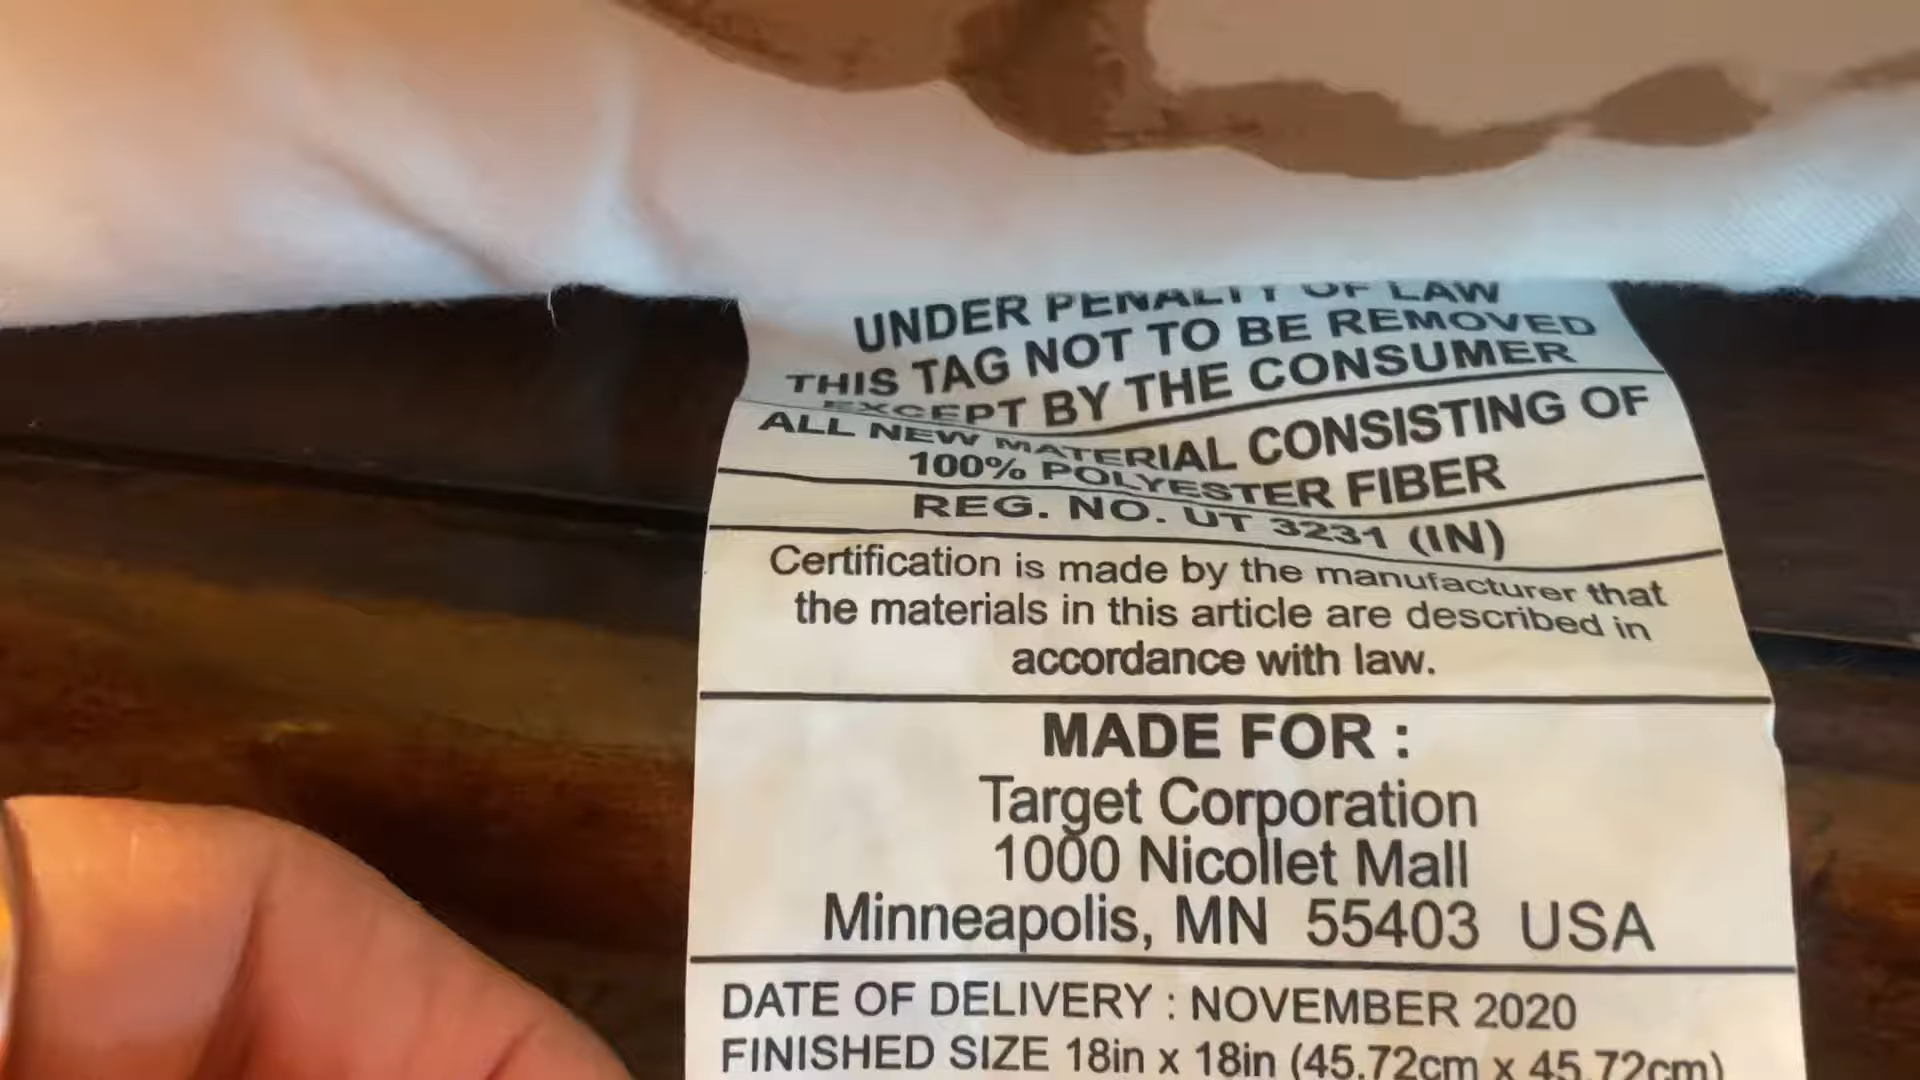 UNDER PENALTY OF LAW
THIS TAG NOT TO BE REMOVED
EXCEPT BY THE CONSUMER
ALL NEW MATERIAL CONSISTING OF
100% POLYESTER FIBER
REG. NO. UT 3231 (IN)
Certification is made by the manufacturer that
the materials in this article are described in
accordance with law.
MADE FOR :
Target Corporation
1000 Nicollet Mall
Minneapolis, MN 55403 USA
DATE OF DELIVERY : NOVEMBER 2020
FINISHED SIZE 18in x 18in (45.72cm x 45.72cm)